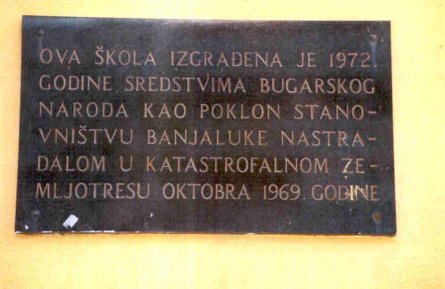 OVA ŠKOLA IZGRAĐENA JE 1972.
GODINE SREDSTVIMA BUGARSKOG
NARODA KAO POKLON STANO-
VNIŠTVU BANJALUKE NASTRA-
DALOM U KATASTROFALNOM ZE-
MLJOTRESU OKTOBRA 1969. GODINE